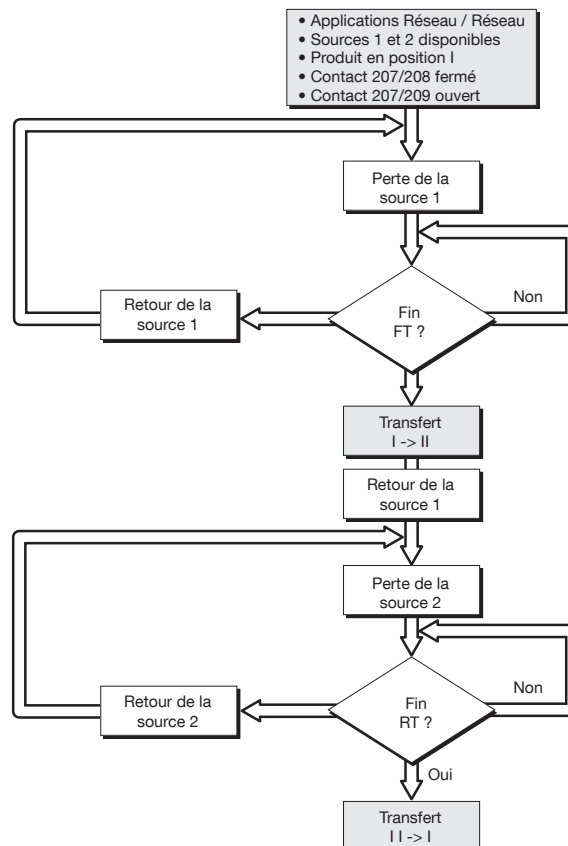 • Applications Réseau / Réseau
• Sources 1 et 2 disponibles
• Produit en position I
• Contact 207/208 fermé
• Contact 207/209 ouvert
Perte de la
source 1
Retour de la
source 1
Fin
FT ?
Non
Transfert
I -> II
Retour de la
source 1
Perte de la
source 2
Retour de la
source 2
Fin
RT ?
Non
Oui
Transfert
I I -> I